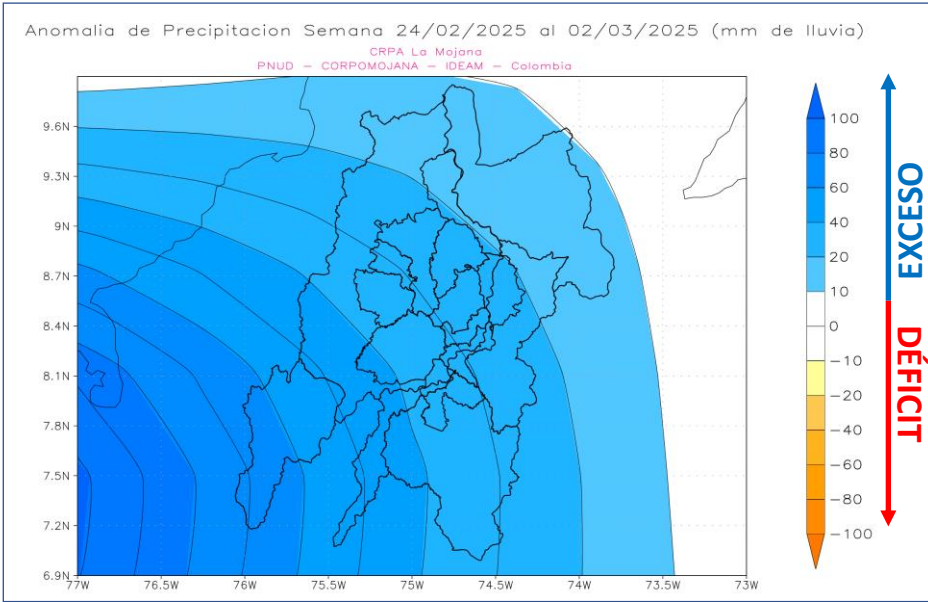 Anomalia de Precipitacion Semana 24/02/2025 al 02/03/2025 (mm de lluvia)
CRPA La Mojana
PNUD – CORPOMOJANA – IDEAM – Colombia
9.6N
9.3N
9N
8.7N
8.4N
8.1N
7.8N
7.5N
7.2N
6.9N
77W
76.5W
76W
75.5W
75W
74.5W
74W
73.5W
73W
100
80
60
40
20
10
0
-10
-20
-40
-60
-80
-100
EXCESO
DÉFICIT